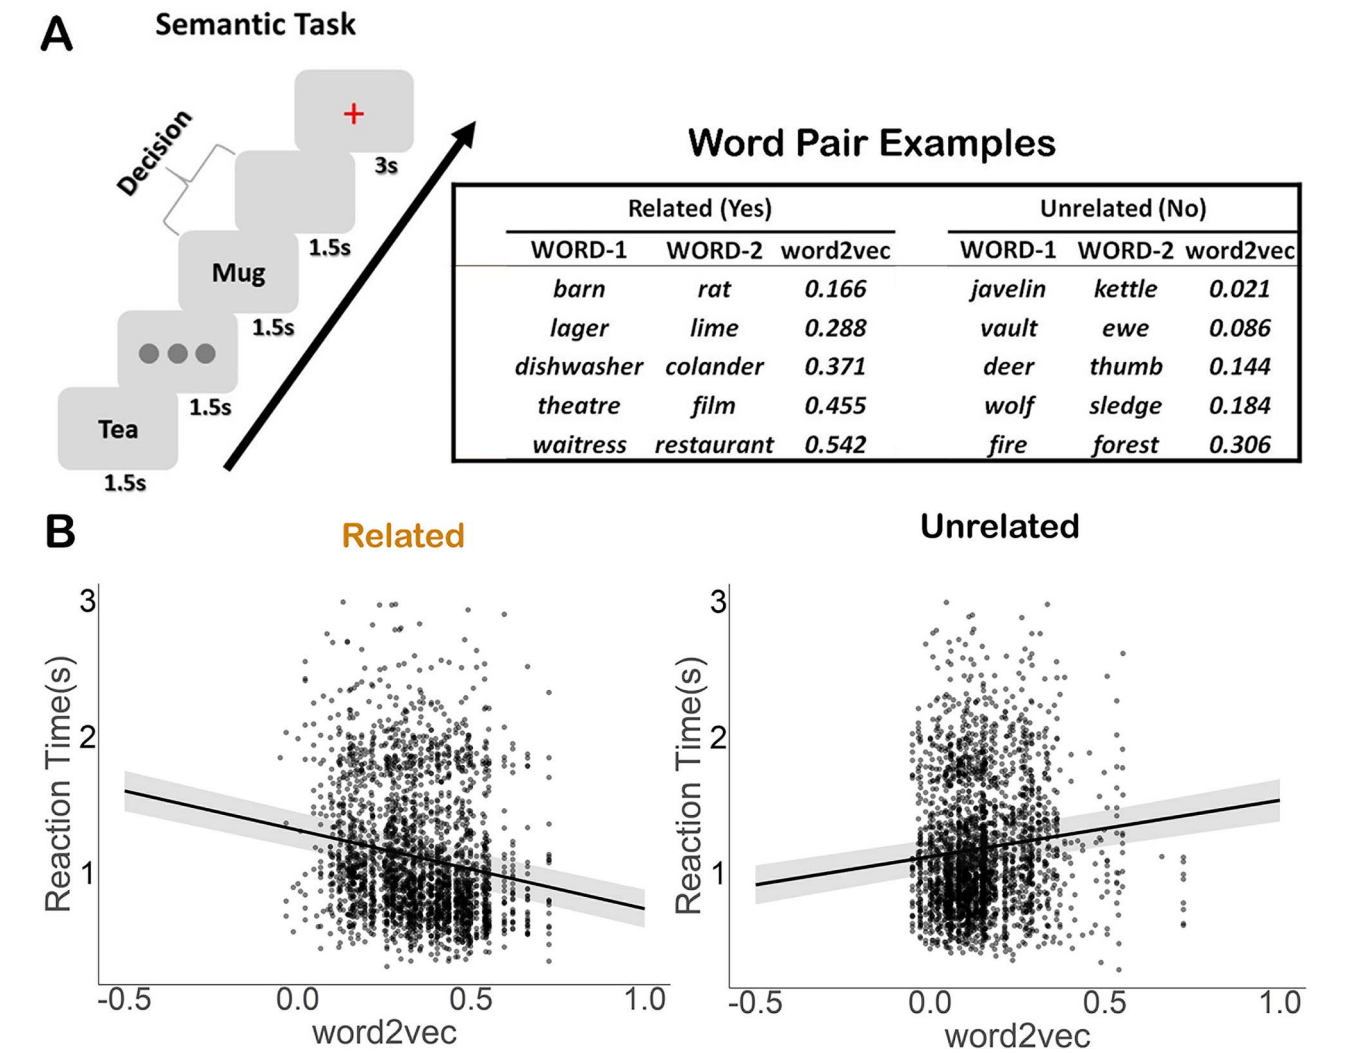 A
Semantic Task
Decision
+
3s
1.5s
Mug
1.5s
1.5s
Tea
1.5s
Word Pair Examples
Related (Yes) Unrelated (No)
WORD-1 WORD-2 word2vec WORD-1 WORD-2 word2vec
barn rat 0.166 javelin kettle 0.021
lager lime 0.288 vault ewe 0.086
dishwasher colander 0.371 deer thumb 0.144
theatre film 0.455 wolf sledge 0.184
waitress restaurant 0.542 fire forest 0.306
B
Related
Reaction Time(s)
3
2
1
-0.5 0.0 0.5 1.0
word2vec
Unrelated
Reaction Time(s)
3
2
1
-0.5 0.0 0.5 1.0
word2vec